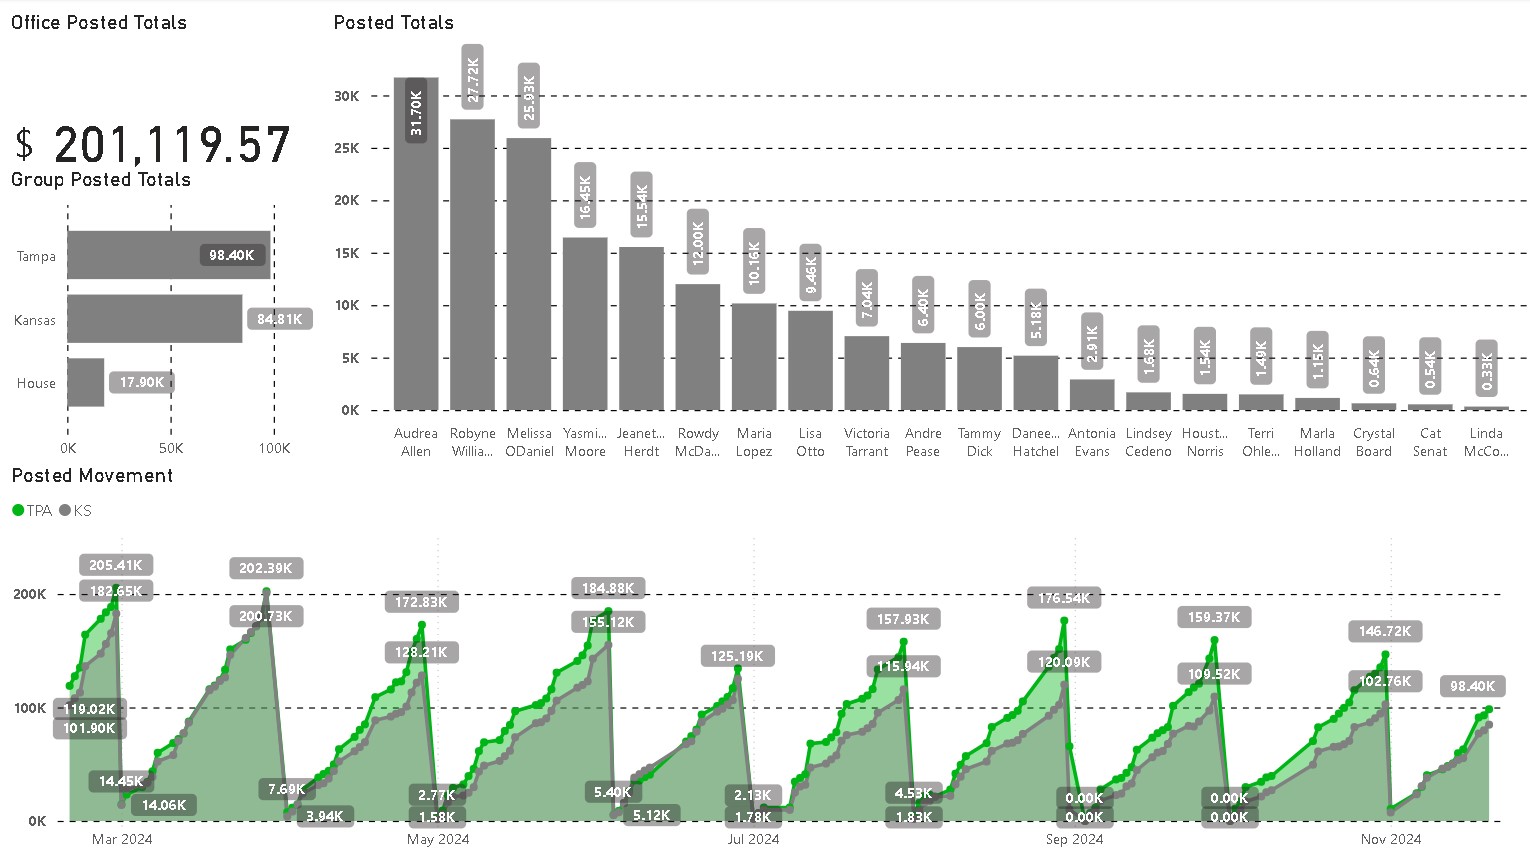 Office Posted Totals
$ 201,119.57
Group Posted Totals
Tampa 98.40K
Kansas 84.81K
House 17.90K
0K 50K 100K
Posted Totals
30K
25K
20K
15K
10K
5K
0K
31.70K 27.72K 25.93K 16.45K 15.54K 12.00K 10.16K 9.46K 7.04K 6.40K 6.00K 5.18K 2.91K 1.68K 1.54K 1.49K 1.15K 0.64K 0.54K 0.33K
Audrea Robyne Melissa Yasmi... Jeanet... Rowdy Maria Lisa Victoria Andre Tammy Danee... Antonia Lindsey Houst... Terri Marla Crystal Cat Linda
Allen Willia... ODaniel Moore Herdt McDa... Lopez Otto Tarrant Pease Dick Hatchel Evans Cedeno Norris Ohle... Holland Board Senat McCo...
Posted Movement
TPA KS
200K
100K
0K
205.41K 202.39K 172.83K 184.88K 125.19K 157.93K 176.54K 159.37K 146.72K 98.40K
182.65K 200.73K 128.21K 155.12K 115.94K 120.09K 109.52K 102.76K
119.02K
101.90K
14.45K 7.69K 2.77K 5.40K 2.13K 4.53K 0.00K 0.00K
14.06K 3.94K 1.58K 5.12K 1.78K 1.83K 0.00K 0.00K
Mar 2024 May 2024 Jul 2024 Sep 2024 Nov 2024